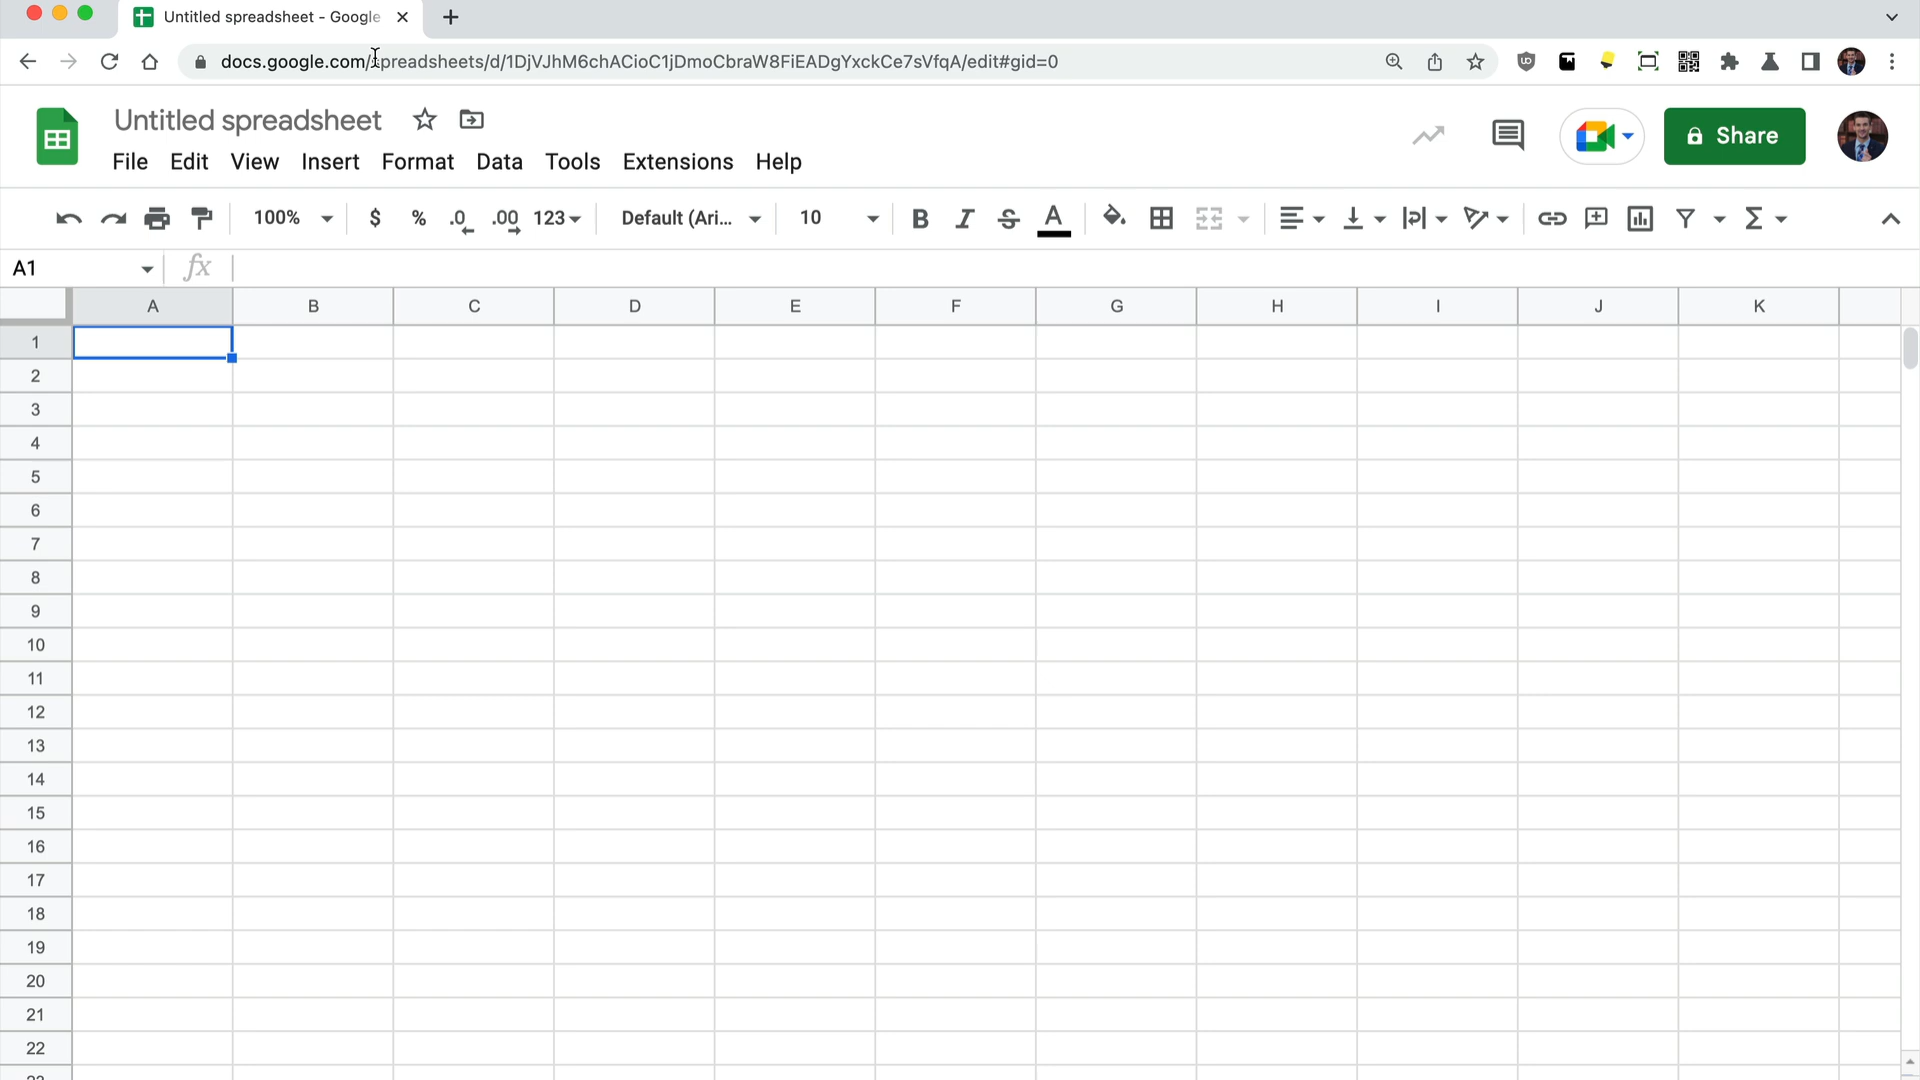 Untitled spreadsheet - Google
docs.google.com/spreadsheets/d/1DjVJhM6chACioC1jDmoCbraW8FiEADgYxckCe7sVfqA/edit#gid=0
Untitled spreadsheet
File Edit View Insert Format Data Tools Extensions Help
Share
100% $ % .0 .00 123 Default (Ari... 10 B I S A Σ
A1 fx
A B C D E F G H I J K
1
2
3
4
5
6
7
8
9
10
11
12
13
14
15
16
17
18
19
20
21
22